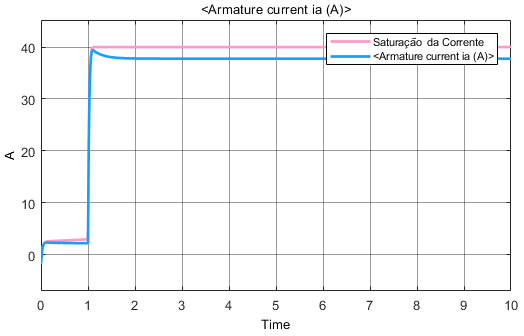 <Armature current ia (A)>
Saturação da Corrente
<Armature current ia (A)>
40
30
20
10
0
A
0 1 2 3 4 5 6 7 8 9 10
Time